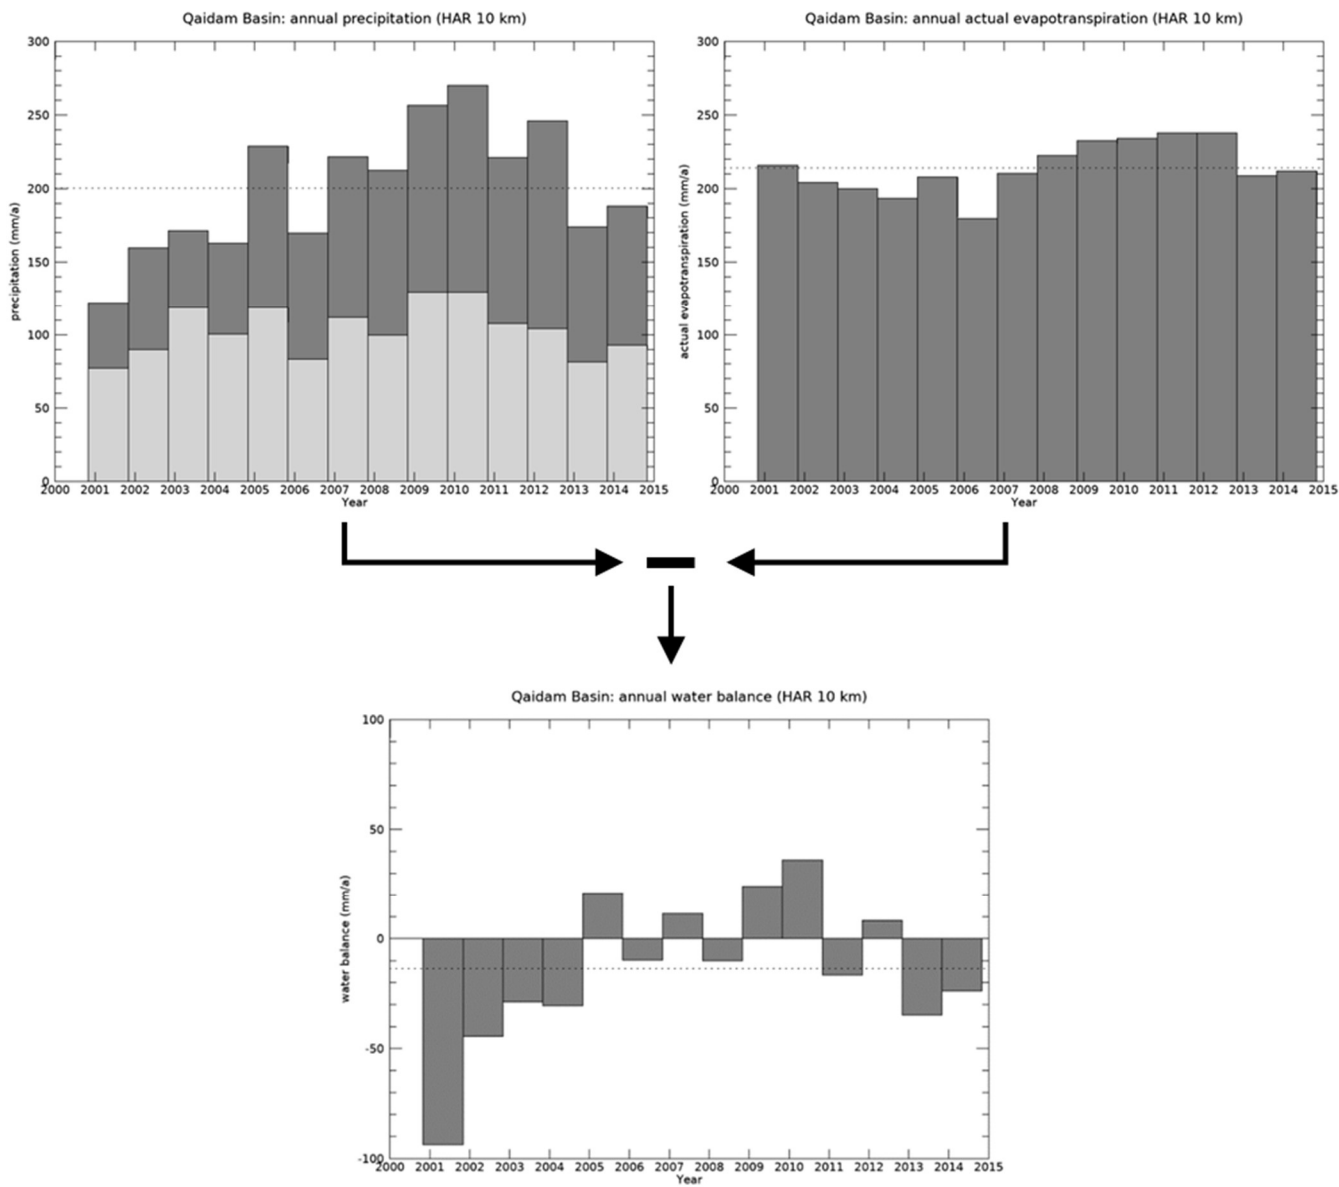 Qaidam Basin: annual precipitation (HAR 10 km)
300
250
200
150
100
50
0
precipitation (mm/a)
2000 2001 2002 2003 2004 2005 2006 2007 2008 2009 2010 2011 2012 2013 2014 2015
Year
Qaidam Basin: annual actual evapotranspiration (HAR 10 km)
300
250
200
150
100
50
0
actual evapotranspiration (mm/a)
2000 2001 2002 2003 2004 2005 2006 2007 2008 2009 2010 2011 2012 2013 2014 2015
Year
Qaidam Basin: annual water balance (HAR 10 km)
100
50
0
-50
-100
water balance (mm/a)
2000 2001 2002 2003 2004 2005 2006 2007 2008 2009 2010 2011 2012 2013 2014 2015
Year